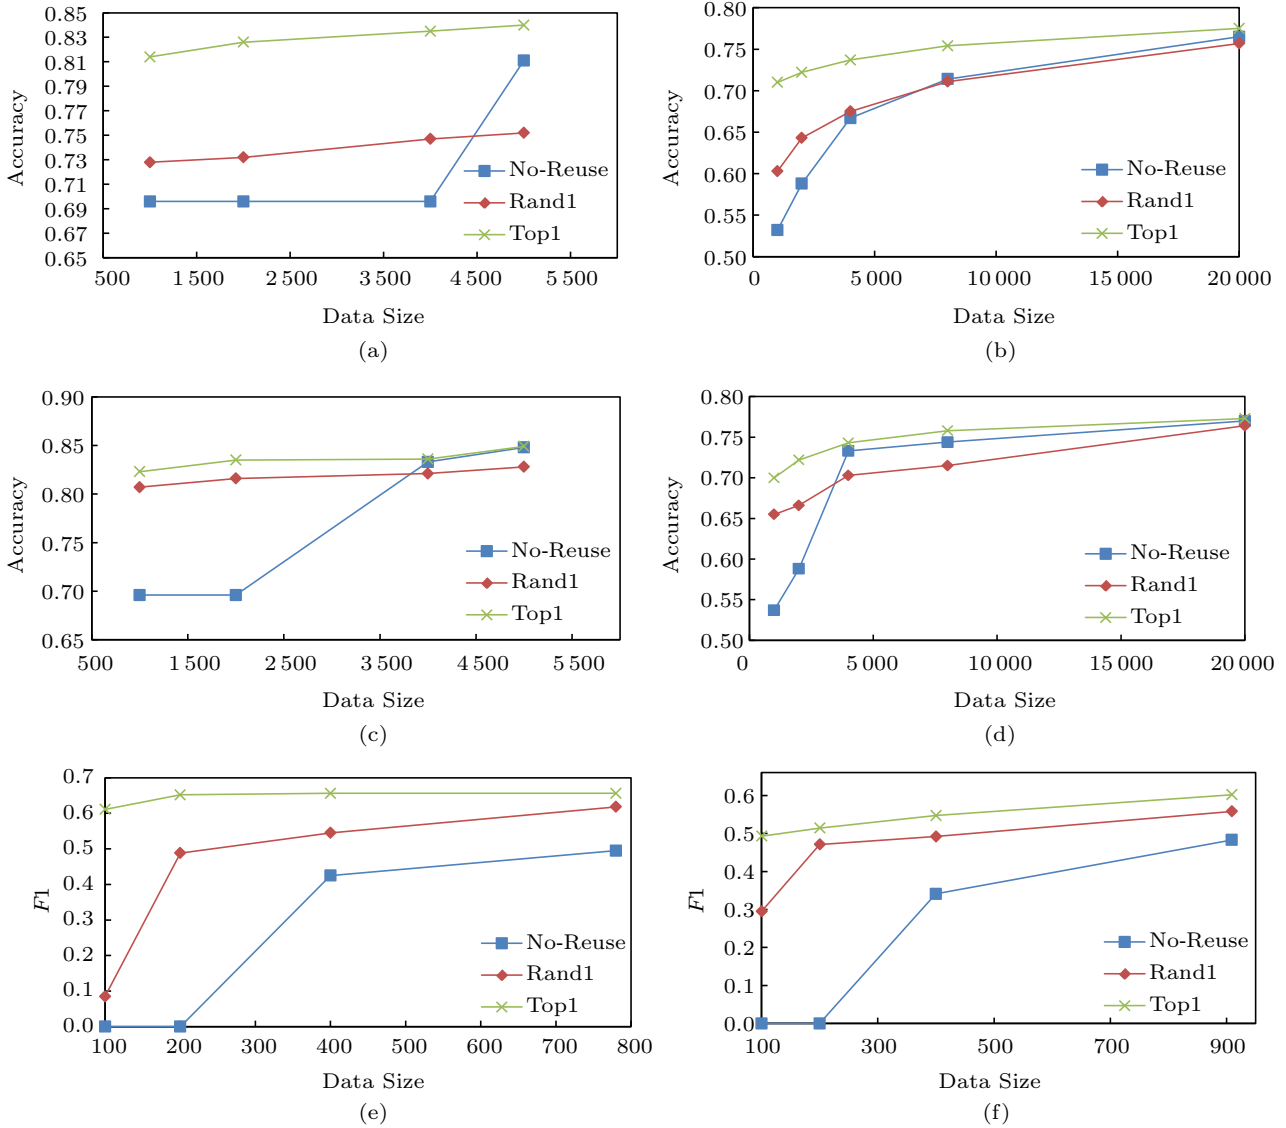 0.85
0.83
0.81
0.79
0.77
0.75
0.73
0.71
0.69
0.67
0.65
Accuracy
No-Reuse
Rand1
Top1
500 1 500 2 500 3 500 4 500 5 500
Data Size
(a)
0.80
0.75
0.70
0.65
0.60
0.55
0.50
Accuracy
No-Reuse
Rand1
Top1
0 5 000 10 000 15 000 20 000
Data Size
(b)
0.90
0.85
0.80
0.75
0.70
0.65
Accuracy
No-Reuse
Rand1
Top1
500 1 500 2 500 3 500 4 500 5 500
Data Size
(c)
0.80
0.75
0.70
0.65
0.60
0.55
0.50
Accuracy
No-Reuse
Rand1
Top1
0 5 000 10 000 15 000 20 000
Data Size
(d)
0.7
0.6
0.5
0.4
0.3
0.2
0.1
0.0
F1
No-Reuse
Rand1
Top1
100 200 300 400 500 600 700 800
Data Size
(e)
0.6
0.5
0.4
0.3
0.2
0.1
0.0
F1
No-Reuse
Rand1
Top1
100 300 500 700 900
Data Size
(f)